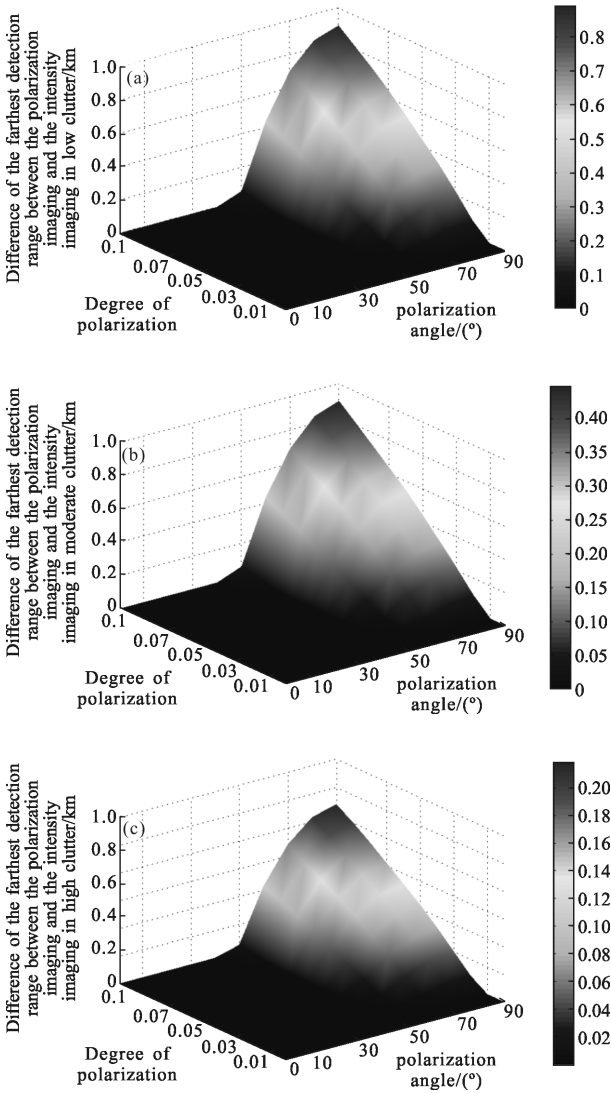 Difference of the farthest detection
range between the polarization
imaging and the intensity
imaging in low clutter/km
(a)
1.0
0.8
0.6
0.4
0.2
0
0.1
0.07
0.05
0.03
0.01
Degree of
polarization
0
10
30
50
70
90
polarization
angle/(°)
0.8
0.7
0.6
0.5
0.4
0.3
0.2
0.1
0
Difference of the farthest detection
range between the polarization
imaging and the intensity
imaging in moderate clutter/km
(b)
1.0
0.8
0.6
0.4
0.2
0
0.1
0.07
0.05
0.03
0.01
Degree of
polarization
0
10
30
50
70
90
polarization
angle/(°)
0.40
0.35
0.30
0.25
0.20
0.15
0.10
0.05
0
Difference of the farthest detection
range between the polarization
imaging and the intensity
imaging in high clutter/km
(c)
1.0
0.8
0.6
0.4
0.2
0
0.1
0.07
0.05
0.03
0.01
Degree of
polarization
0
10
30
50
70
90
polarization
angle/(°)
0.20
0.18
0.16
0.14
0.12
0.10
0.08
0.06
0.04
0.02